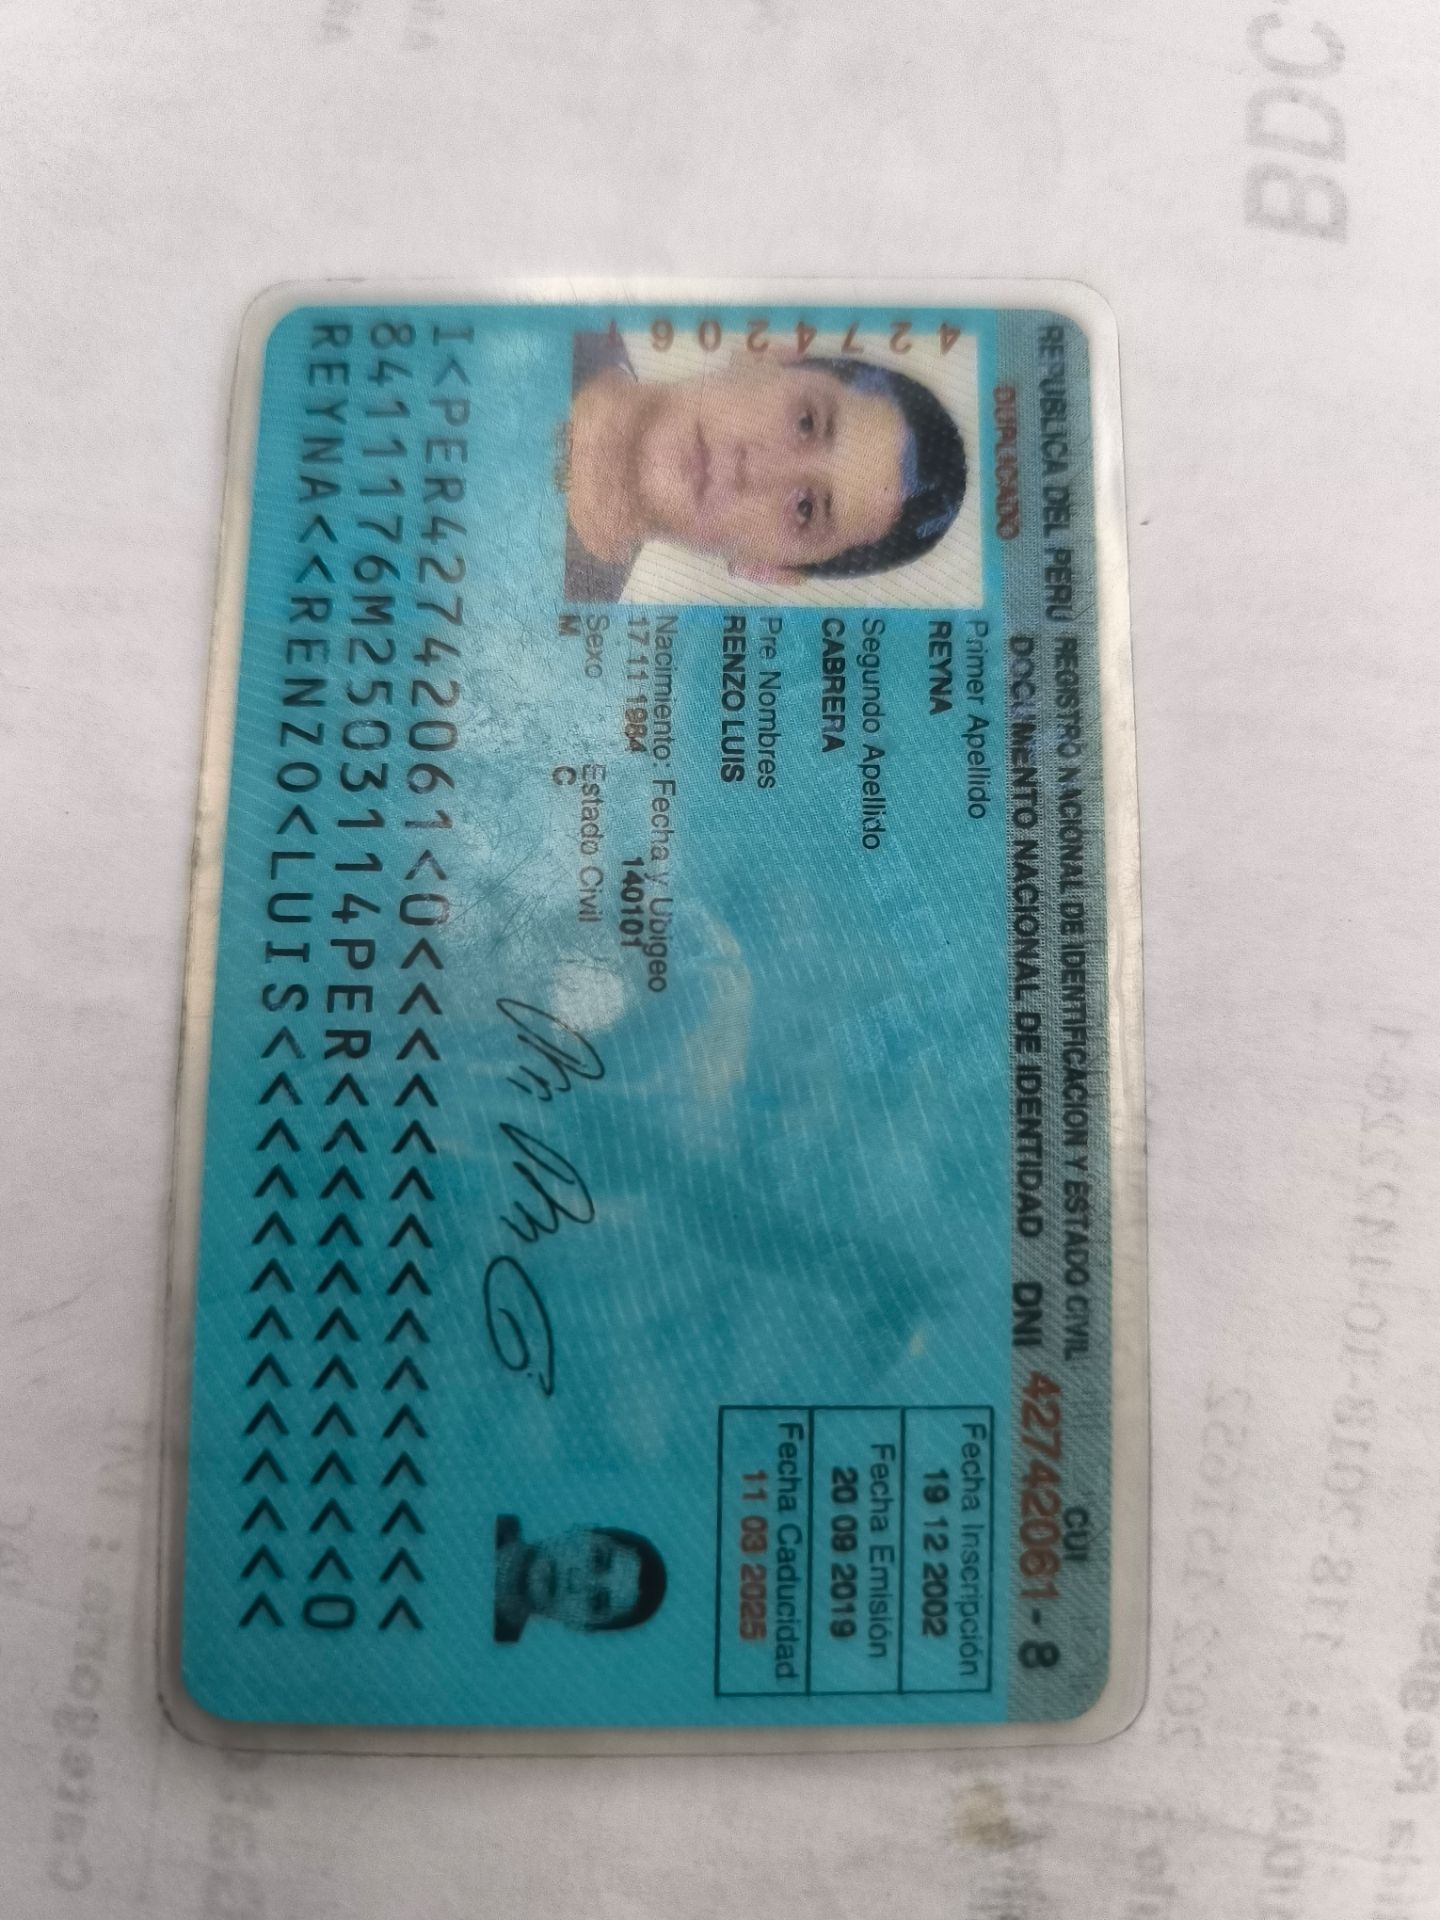 REPUBLICA DEL PERU REGISTRO NACIONAL DE IDENTIFICACION Y ESTADO CIVIL
DOCUMENTO NACIONAL DE IDENTIDAD DNI 42742061 - 8
CUI
DUPLICADO
42742061
Primer Apellido
REYNA
Segundo Apellido
CABRERA
Pre Nombres
RENZO LUIS
Nacimiento: Fecha y Ubigeo
17 11 1984 140101
Sexo Estado Civil
M C
Fecha Inscripción
19 12 2002
Fecha Emisión
20 09 2019
Fecha Caducidad
11 03 2025
I<PER42742061<0<<<<<<<<<<<<<<<
8411176M2503114PER<<<<<<<<<<<0
REYNA<<RENZO<LUIS<<<<<<<<<<<<<
BDC